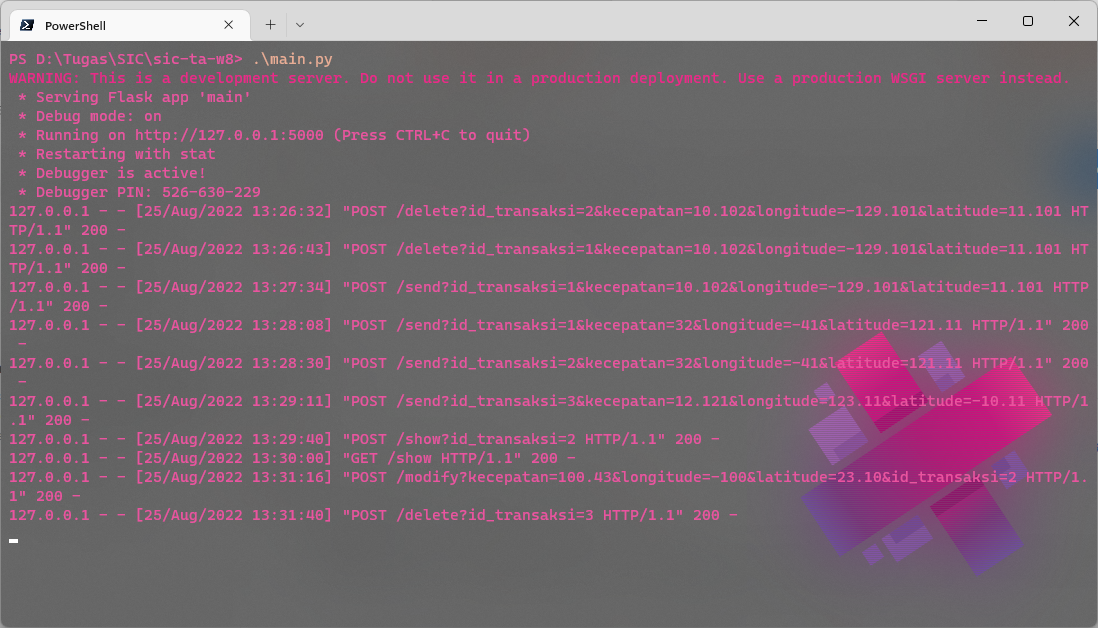 PowerShell
PS D:\Tugas\SIC\sic-ta-w8> .\main.py
WARNING: This is a development server. Do not use it in a production deployment. Use a production WSGI server instead.
 * Serving Flask app 'main'
 * Debug mode: on
 * Running on http://127.0.0.1:5000 (Press CTRL+C to quit)
 * Restarting with stat
 * Debugger is active!
 * Debugger PIN: 526-630-229
127.0.0.1 - - [25/Aug/2022 13:26:32] "POST /delete?id_transaksi=2&kecepatan=10.102&longitude=-129.101&latitude=11.101 HT
TP/1.1" 200 -
127.0.0.1 - - [25/Aug/2022 13:26:43] "POST /delete?id_transaksi=1&kecepatan=10.102&longitude=-129.101&latitude=11.101 HT
TP/1.1" 200 -
127.0.0.1 - - [25/Aug/2022 13:27:34] "POST /send?id_transaksi=1&kecepatan=10.102&longitude=-129.101&latitude=11.101 HTTP
/1.1" 200 -
127.0.0.1 - - [25/Aug/2022 13:28:08] "POST /send?id_transaksi=1&kecepatan=32&longitude=-41&latitude=121.11 HTTP/1.1" 200
 -
127.0.0.1 - - [25/Aug/2022 13:28:30] "POST /send?id_transaksi=2&kecepatan=32&longitude=-41&latitude=121.11 HTTP/1.1" 200
 -
127.0.0.1 - - [25/Aug/2022 13:29:11] "POST /send?id_transaksi=3&kecepatan=12.121&longitude=123.11&latitude=-10.11 HTTP/1
.1" 200 -
127.0.0.1 - - [25/Aug/2022 13:29:40] "POST /show?id_transaksi=2 HTTP/1.1" 200 -
127.0.0.1 - - [25/Aug/2022 13:30:00] "GET /show HTTP/1.1" 200 -
127.0.0.1 - - [25/Aug/2022 13:31:16] "POST /modify?kecepatan=100.43&longitude=-100&latitude=23.10&id_transaksi=2 HTTP/1.
1" 200 -
127.0.0.1 - - [25/Aug/2022 13:31:40] "POST /delete?id_transaksi=3 HTTP/1.1" 200 -